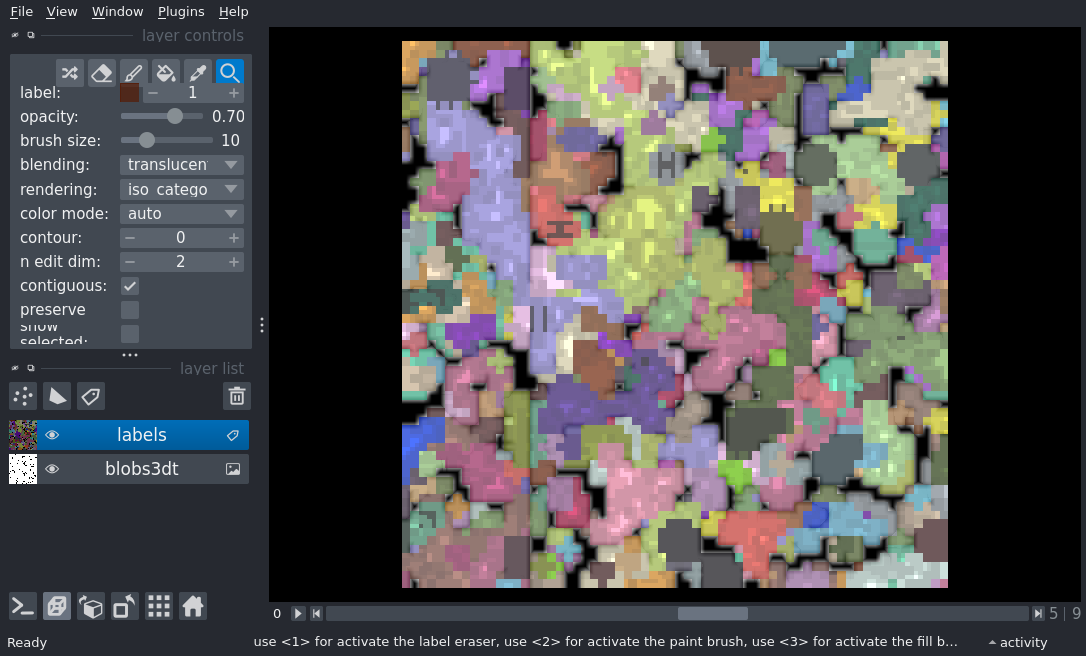 File View Window Plugins Help
layer controls
label: 1
opacity: 0.70
brush size: 10
blending: translucen
rendering: iso_catego
color mode: auto
contour: 0
n edit dim: 2
contiguous:
preserve
show
selected:
layer list
labels
blobs3dt
0 5 | 9
Ready use <1> for activate the label eraser, use <2> for activate the paint brush, use <3> for activate the fill b... activity